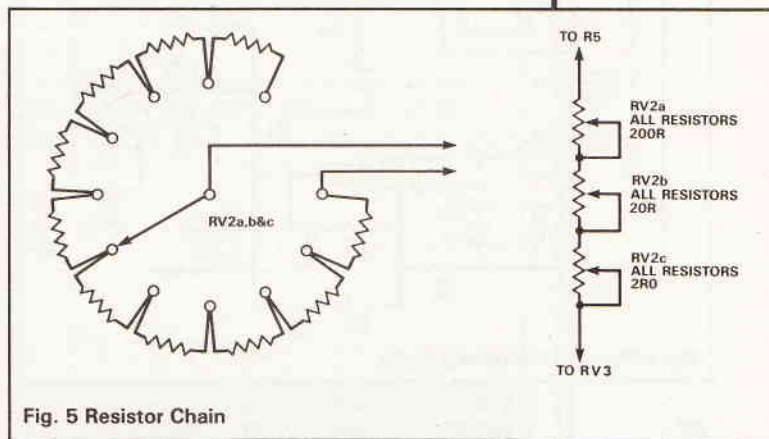 TO R5
RV2a
ALL RESISTORS
200R
RV2b
ALL RESISTORS
20R
RV2c
ALL RESISTORS
2R0
TO RV3
RV2a,b&c
Fig. 5 Resistor Chain